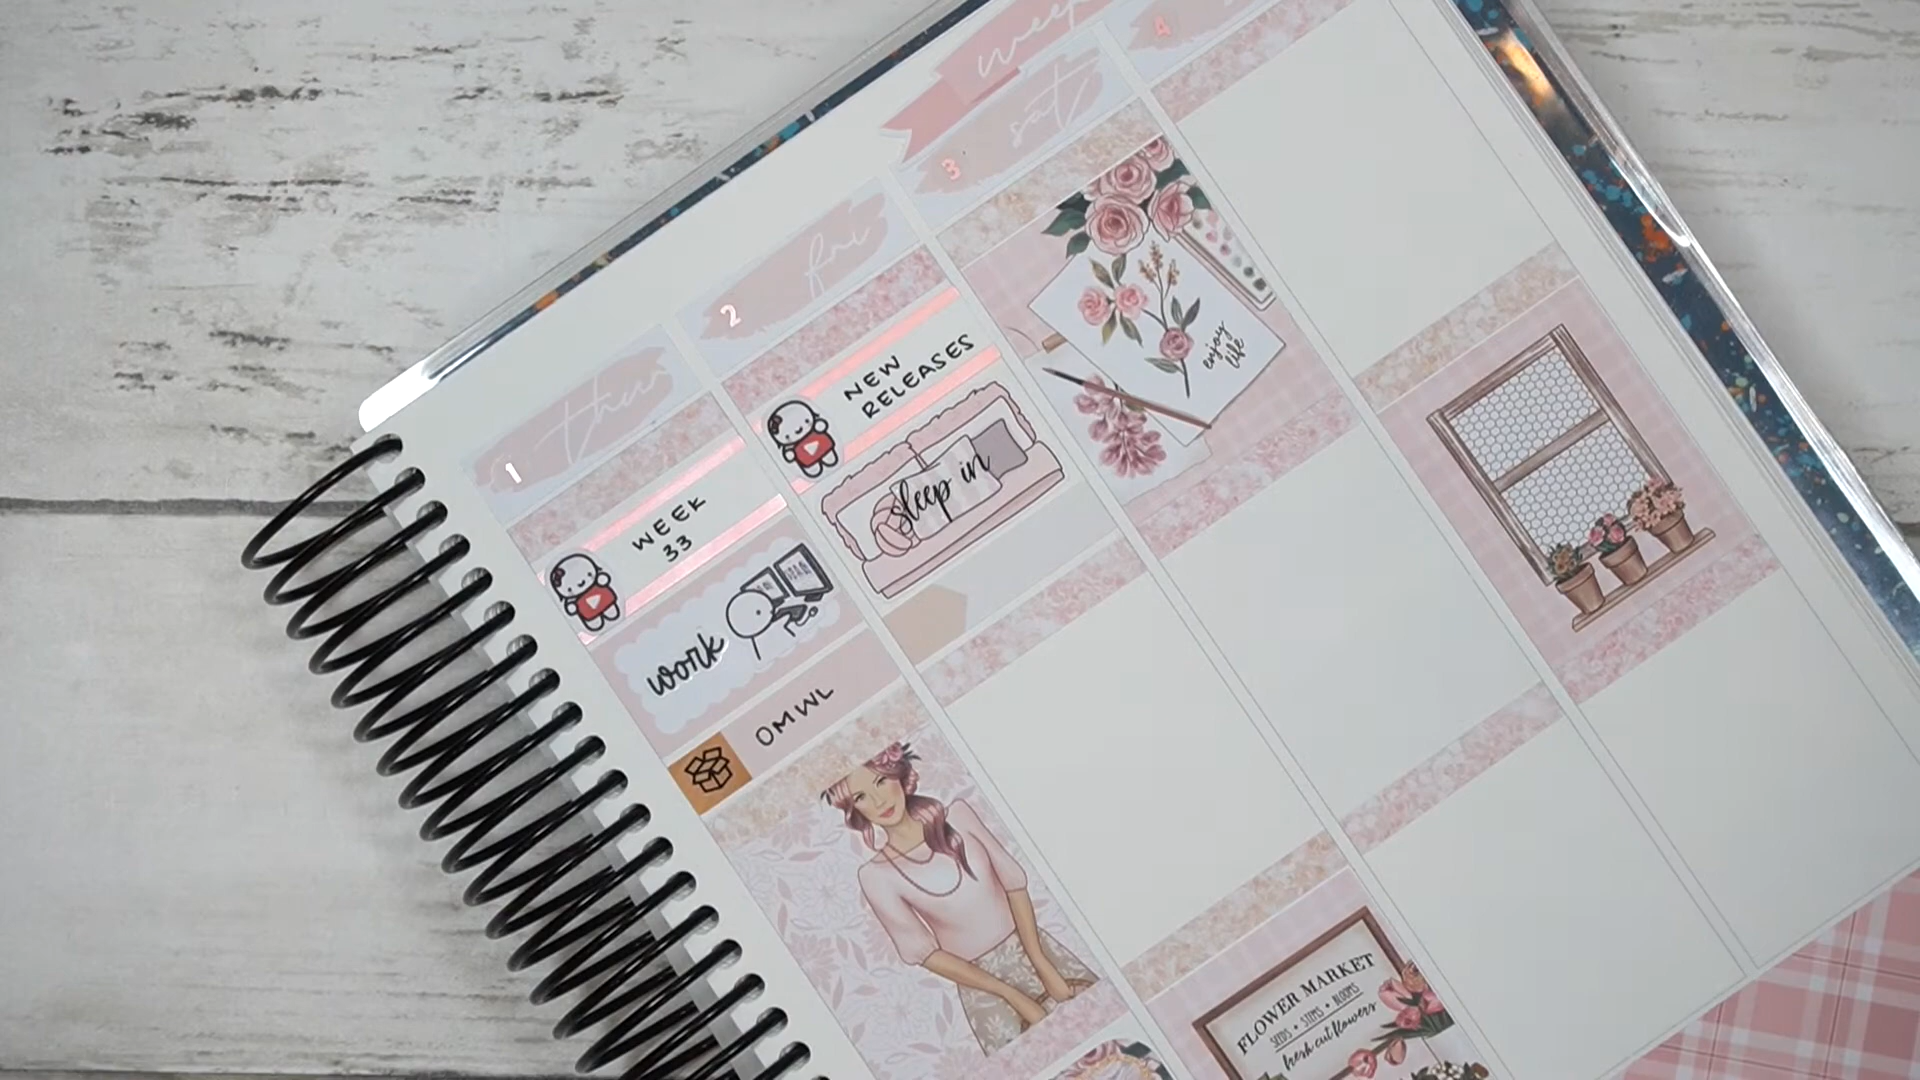 1
thur
WEEK
33
work
OMWL
2
fri
NEW
RELEASES
sleep in
3
sat
enjoy
life
FLOWER MARKET
SEEDS • STEMS • BLOOMS
fresh cut flowers
4